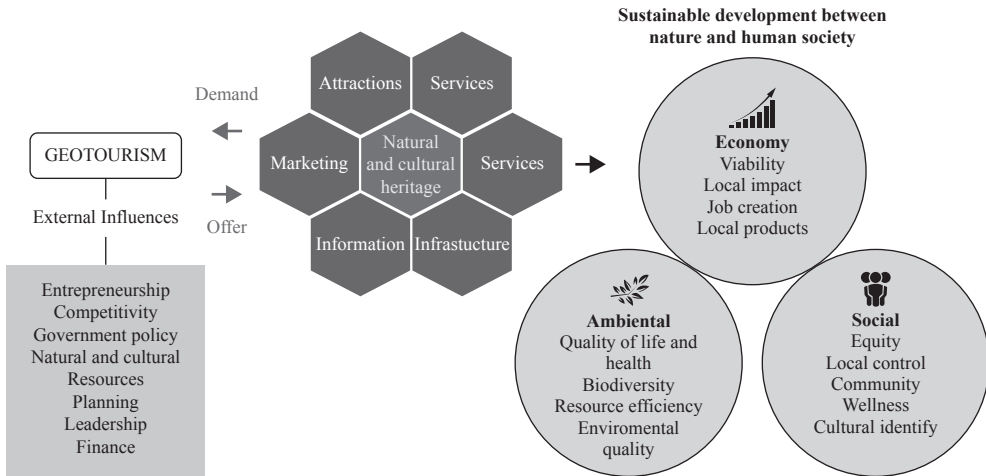 Sustainable development between
nature and human society
Demand
GEOTOURISM
Offer
External Influences
Entrepreneurship
Competitivity
Government policy
Natural and cultural
Resources
Planning
Leadership
Finance
Attractions
Services
Marketing
Natural
and cultural
heritage
Services
Information
Infrastucture
Economy
Viability
Local impact
Job creation
Local products
Ambiental
Quality of life and
health
Biodiversity
Resource efficiency
Enviromental
quality
Social
Equity
Local control
Community
Wellness
Cultural identify